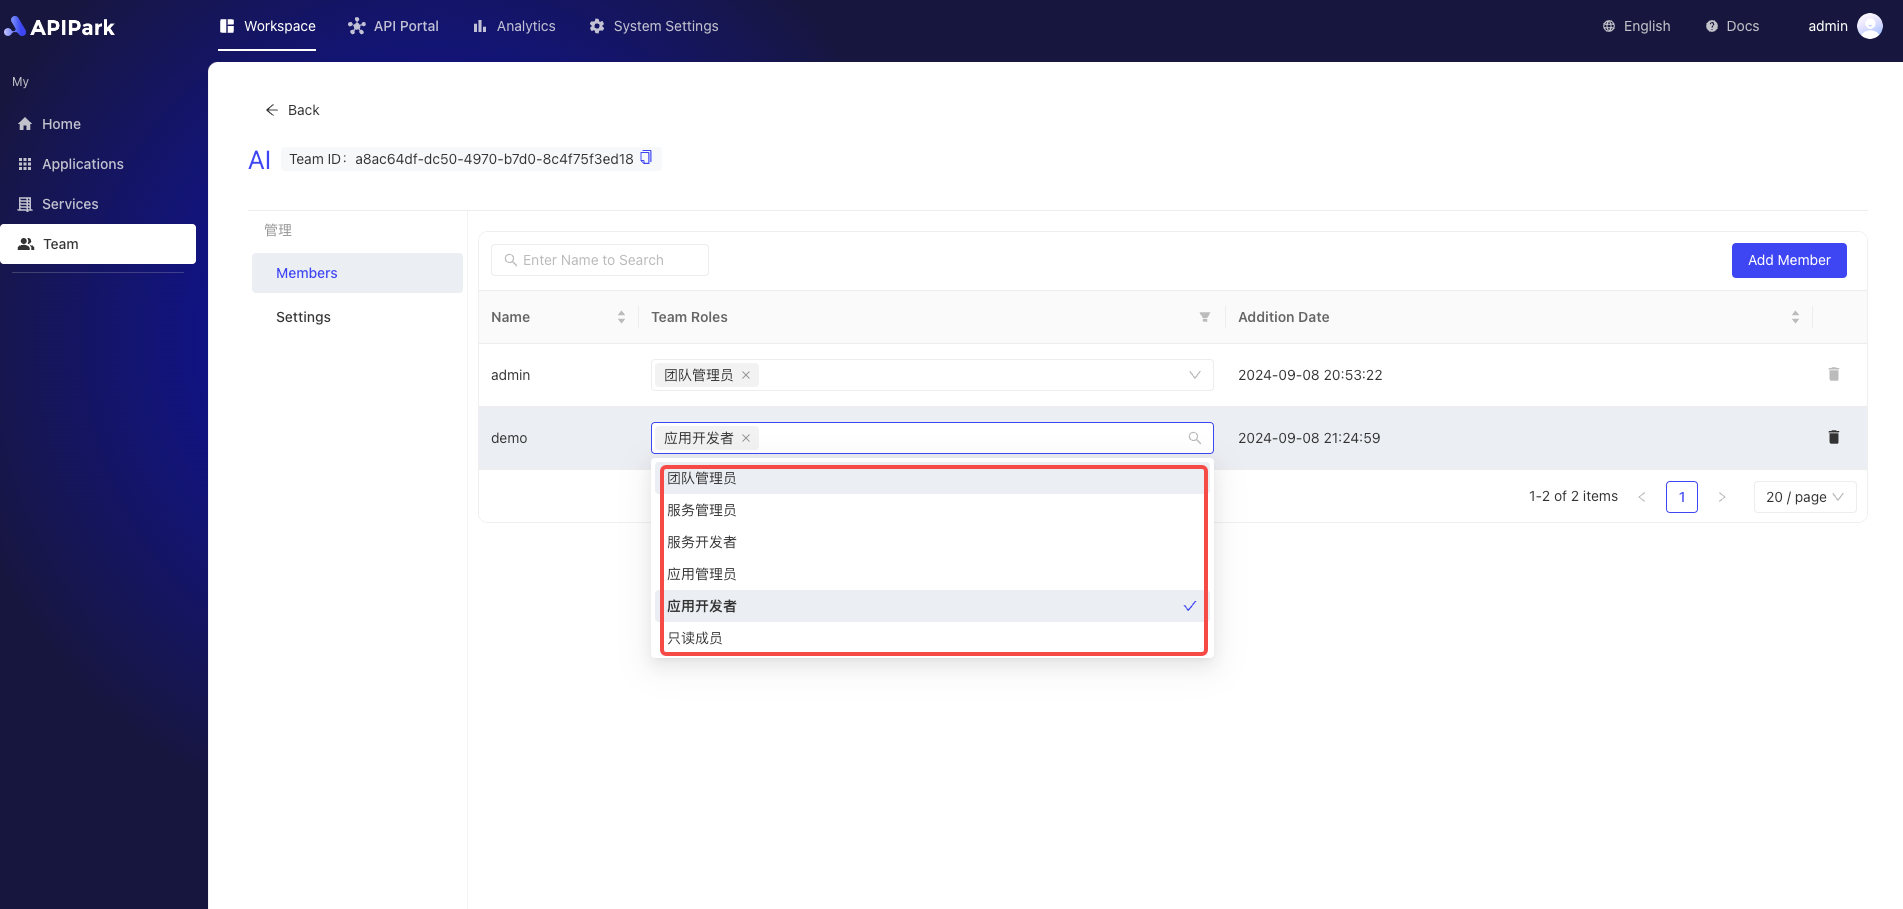 APIPark
Workspace
API Portal
Analytics
System Settings
English
Docs
admin
My
Home
Applications
Services
Team
Back
AI
Team ID：a8ac64df-dc50-4970-b7d0-8c4f75f3ed18
管理
Members
Settings
Enter Name to Search
Add Member
Name
Team Roles
Addition Date
admin
团队管理员
2024-09-08 20:53:22
demo
应用开发者
2024-09-08 21:24:59
团队管理员
服务管理员
服务开发者
应用管理员
应用开发者
只读成员
1-2 of 2 items
1
20 / page